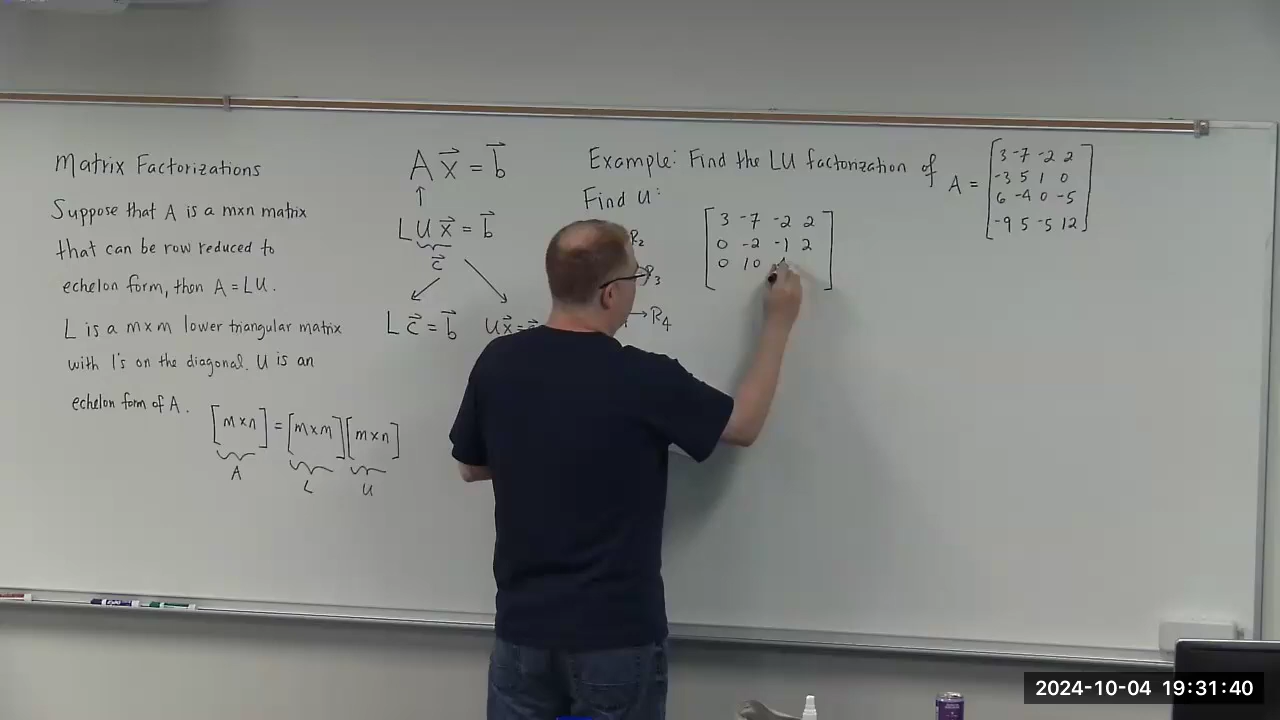 Matrix Factorizations
Suppose that A is a m×n matrix
that can be row reduced to
echelon form, then A = LU.
L is a m×m lower triangular matrix
with 1's on the diagonal. U is an
echelon form of A.
[m×n] = [m×m][m×n]
A L U
A x⃗ = b⃗
↑
L U x⃗ = b⃗
c⃗
L c⃗ = b⃗ U x⃗ =
Example: Find the LU factorization of A =
3 -7 -2 2
-3 5 1 0
6 -4 0 -5
-9 5 -5 12
Find U:
R₂
R₃
→ R₄
3 -7 -2 2
0 -2 -1 2
0 10
2024-10-04 19:31:40